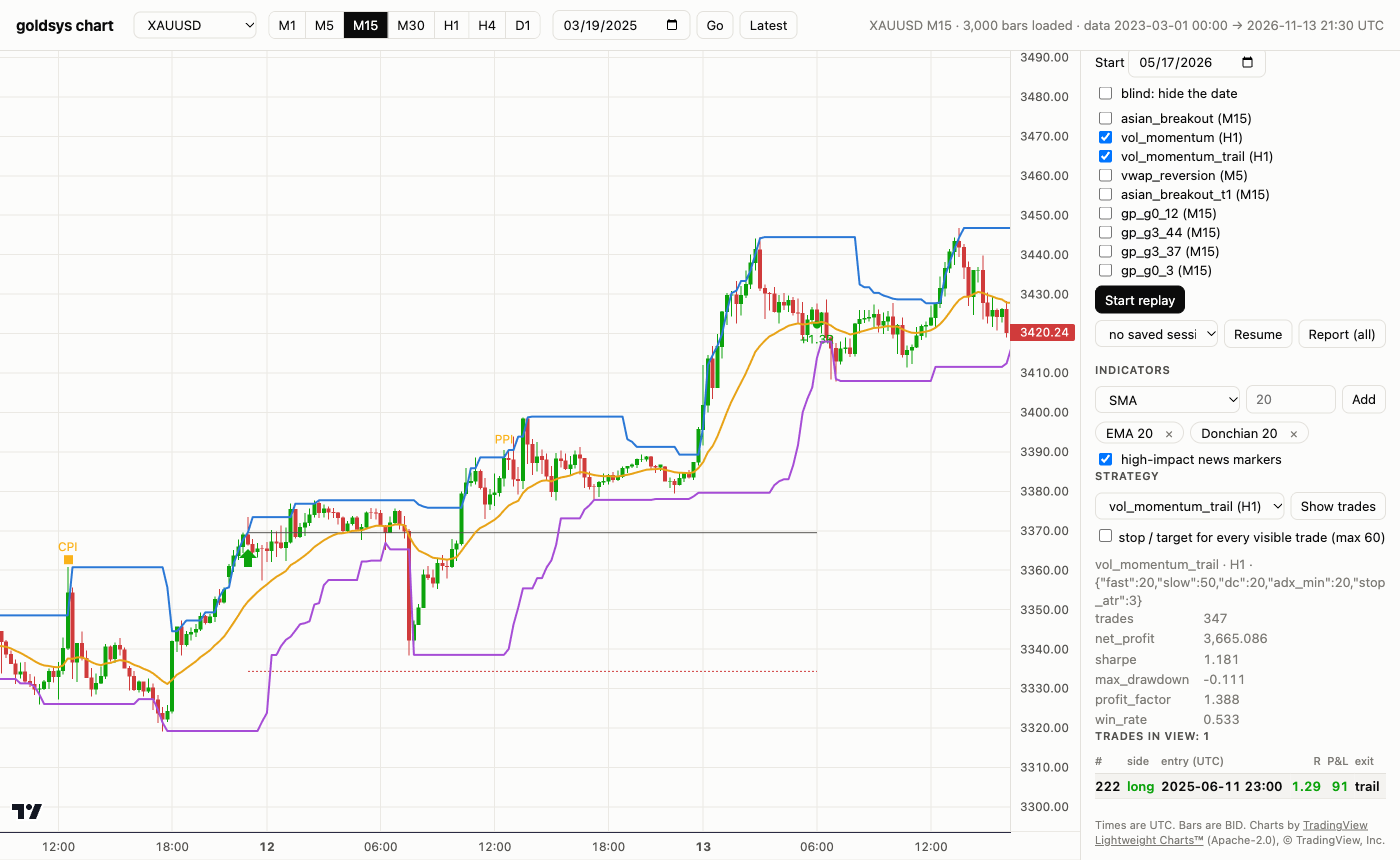 goldsys chart XAUUSD M1 M5 M15 M30 H1 H4 D1 03/19/2025 Go Latest XAUUSD M15 · 3,000 bars loaded · data 2023-03-01 00:00 → 2026-11-13 21:30 UTC
3490.00
3480.00
3470.00
3460.00
3450.00
3440.00
3430.00
3420.24
3410.00
3400.00
3390.00
3380.00
3370.00
3360.00
3350.00
3340.00
3330.00
3320.00
3310.00
3300.00
PPI
CPI
12:00 18:00 12 06:00 12:00 18:00 13 06:00 12:00
Start 05/17/2026
blind: hide the date
asian_breakout (M15)
vol_momentum (H1)
vol_momentum_trail (H1)
vwap_reversion (M5)
asian_breakout_t1 (M15)
gp_g0_12 (M15)
gp_g3_44 (M15)
gp_g3_37 (M15)
gp_g0_3 (M15)
Start replay
no saved sessi Resume Report (all)
INDICATORS
SMA 20 Add
EMA 20 × Donchian 20 ×
high-impact news markers
STRATEGY
vol_momentum_trail (H1) Show trades
stop / target for every visible trade (max 60)
vol_momentum_trail · H1 ·
{"fast":20,"slow":50,"dc":20,"adx_min":20,"stop
_atr":3}
trades 347
net_profit 3,665.086
sharpe 1.181
max_drawdown -0.111
profit_factor 1.388
win_rate 0.533
TRADES IN VIEW: 1
# side entry (UTC) R P&L exit
222 long 2025-06-11 23:00 1.29 91 trail
Times are UTC. Bars are BID. Charts by TradingView
Lightweight Charts™ (Apache-2.0), © TradingView, Inc.